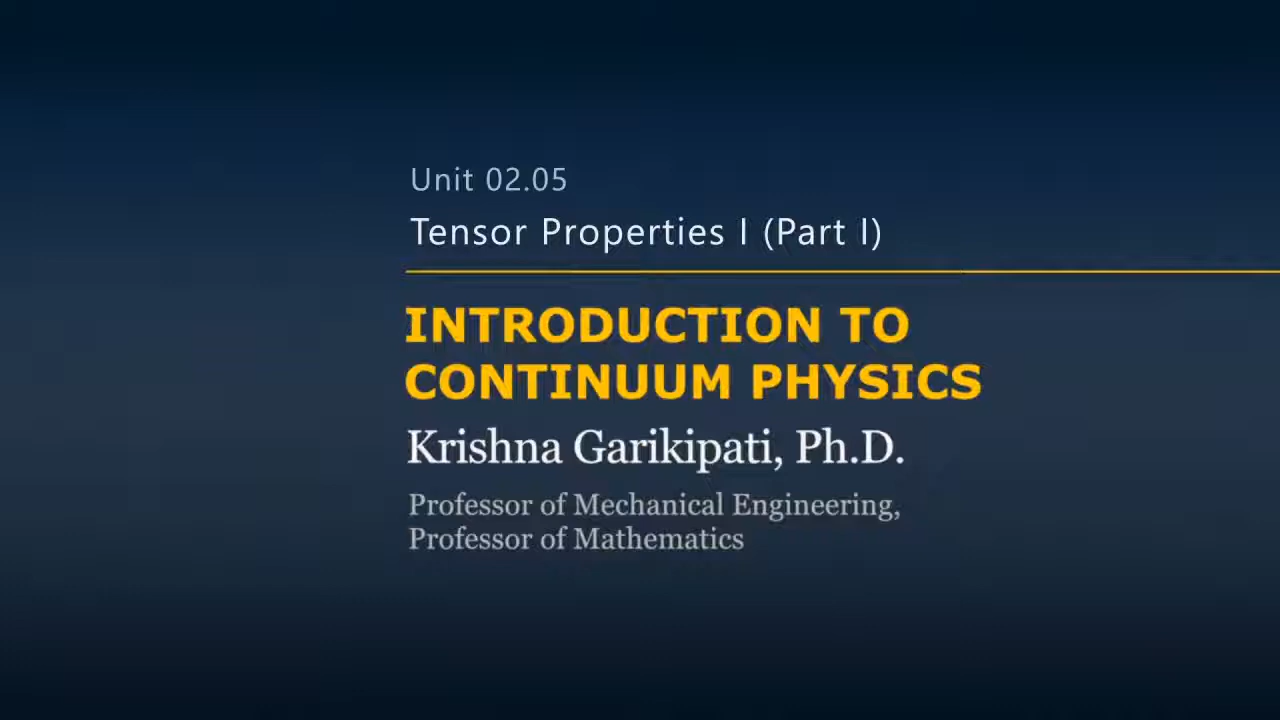 Unit 02.05
Tensor Properties I (Part I)
INTRODUCTION TO
CONTINUUM PHYSICS
Krishna Garikipati, Ph.D.
Professor of Mechanical Engineering,
Professor of Mathematics